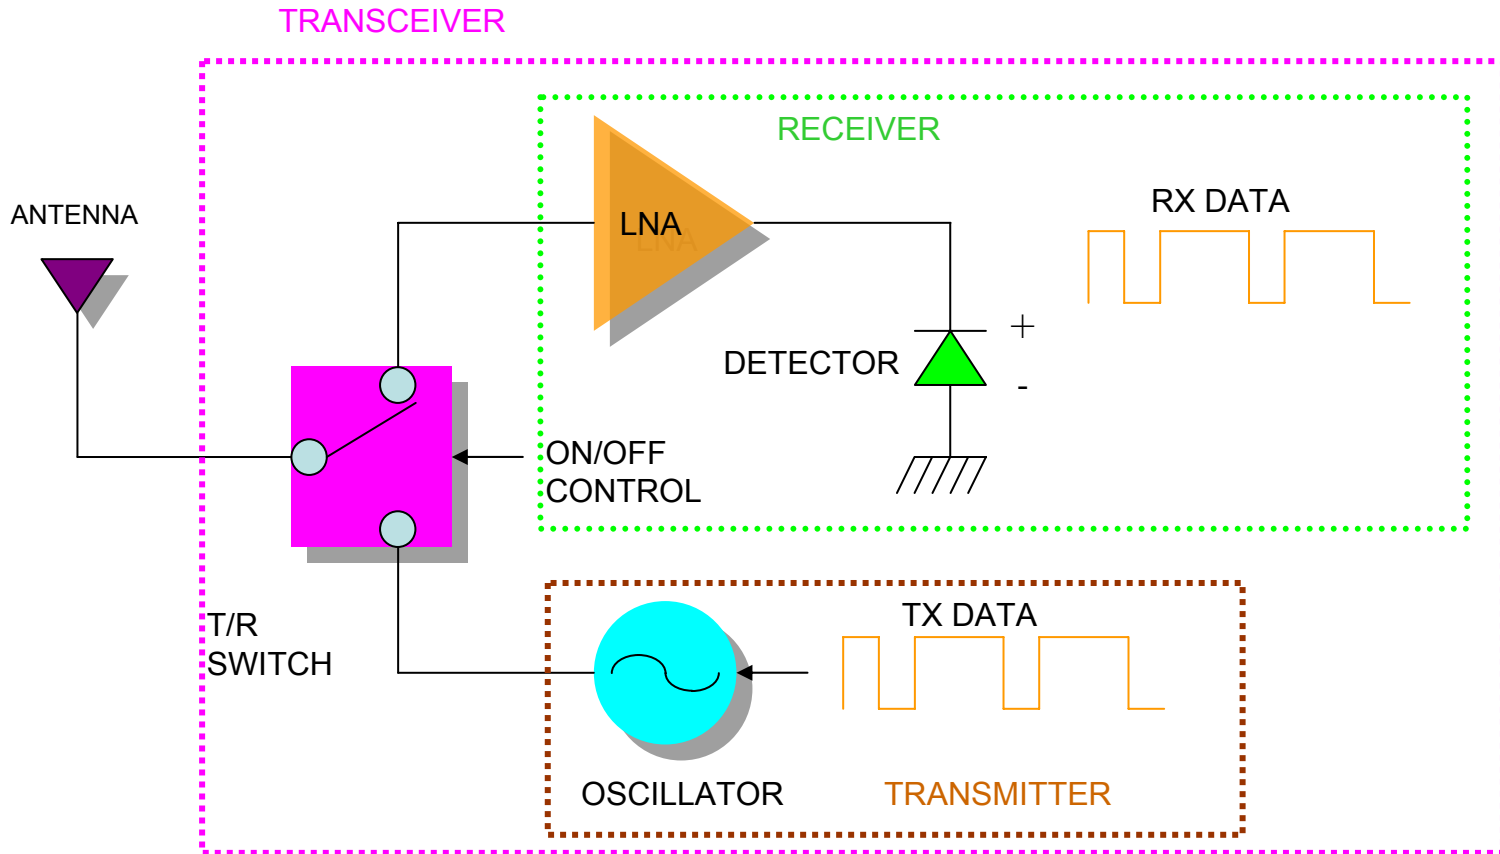 TRANSCEIVER
RECEIVER
ANTENNA
LNA
RX DATA
+
DETECTOR
-
ON/OFF
CONTROL
T/R
SWITCH
TX DATA
OSCILLATOR
TRANSMITTER